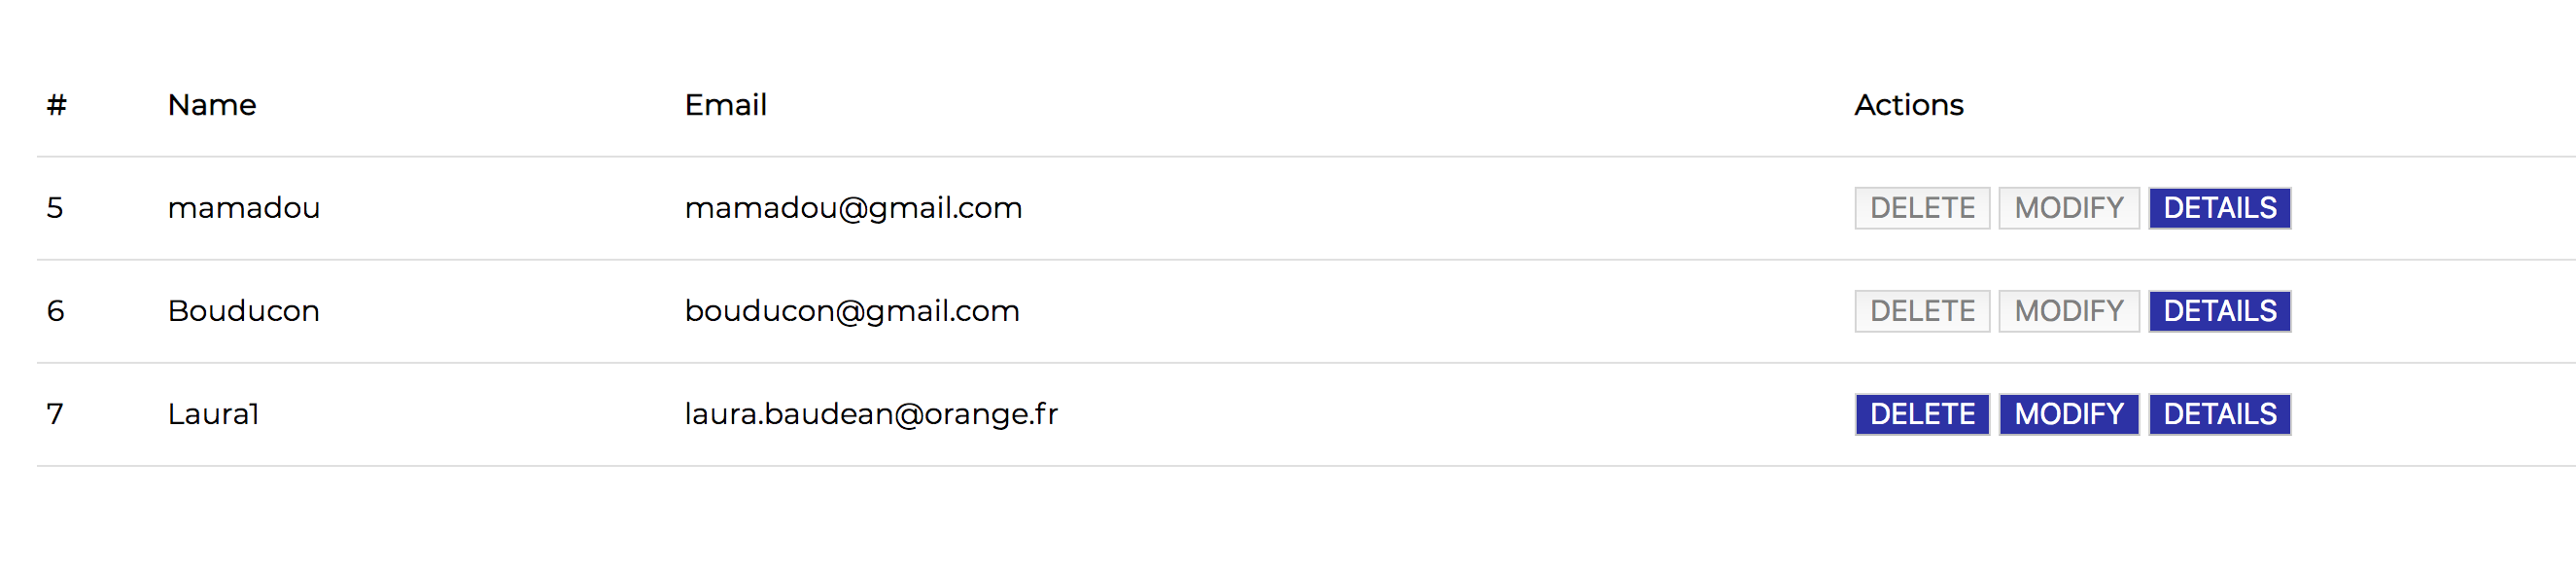 # Name Email Actions
5 mamadou mamadou@gmail.com DELETE MODIFY DETAILS
6 Bouducon bouducon@gmail.com DELETE MODIFY DETAILS
7 Laura1 laura.baudean@orange.fr DELETE MODIFY DETAILS